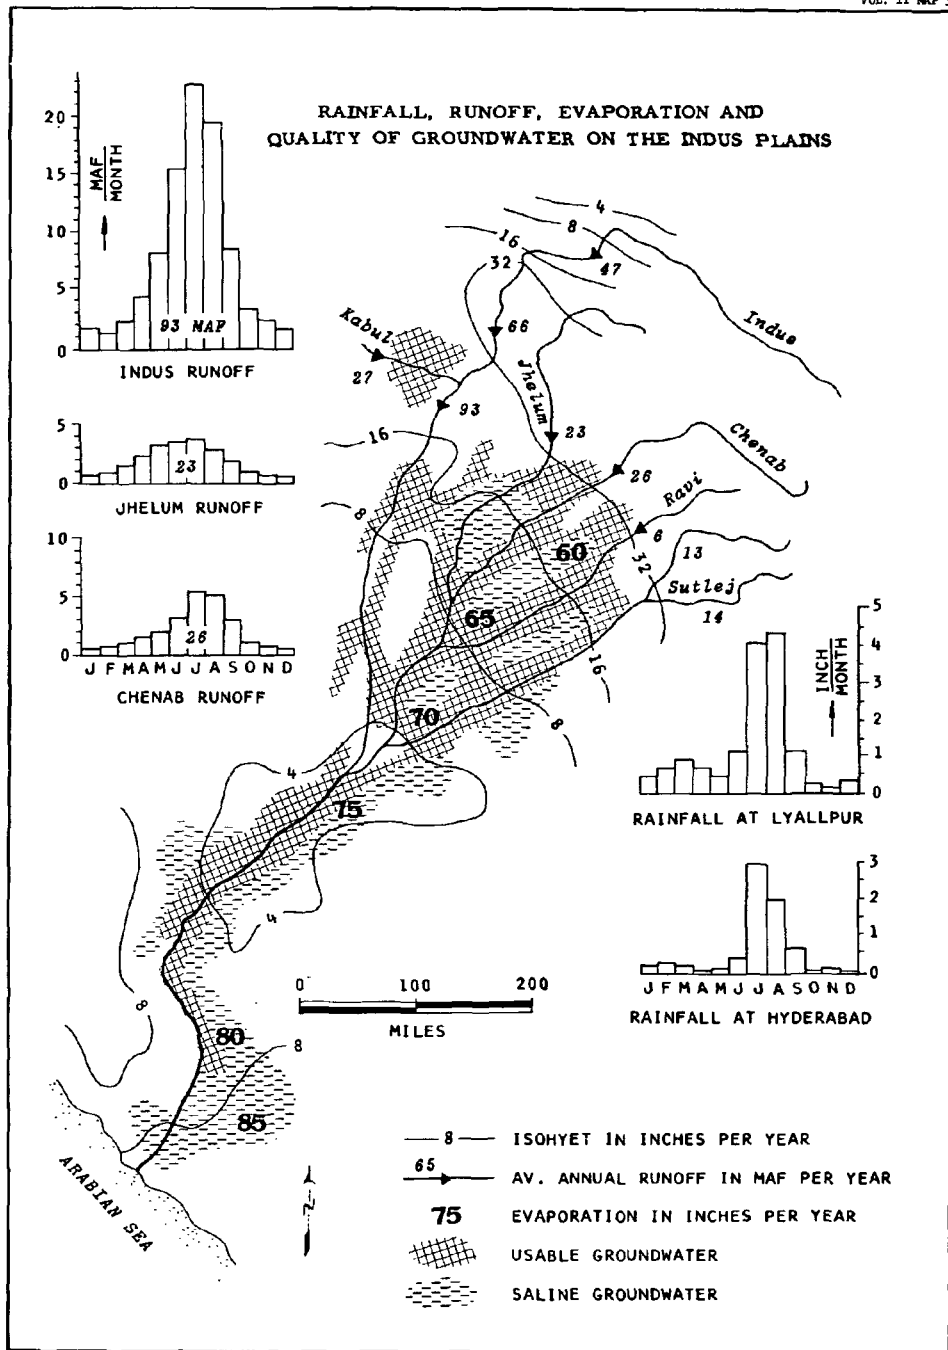 VOL. II MAP
RAINFALL, RUNOFF, EVAPORATION AND
QUALITY OF GROUNDWATER ON THE INDUS PLAINS
MAF
MONTH
20
15
10
5
0
93 MAF
INDUS RUNOFF
5
0
23
JHELUM RUNOFF
10
5
0
26
J F M A M J J A S O N D
CHENAB RUNOFF
4
8
16
32
47
Indus
66
Kabul
27
93
Jhelum
23
16
8
26
Chenab
Ravi
6
13
32
Sutlej
14
60
65
16
70
8
4
75
4
8
80
8
85
ARABIAN SEA
INCH
MONTH
5
4
3
2
1
0
RAINFALL AT LYALLPUR
3
2
1
0
J F M A M J J A S O N D
RAINFALL AT HYDERABAD
0 100 200
MILES
N
8 ISOHYET IN INCHES PER YEAR
65 AV. ANNUAL RUNOFF IN MAF PER YEAR
75 EVAPORATION IN INCHES PER YEAR
USABLE GROUNDWATER
SALINE GROUNDWATER